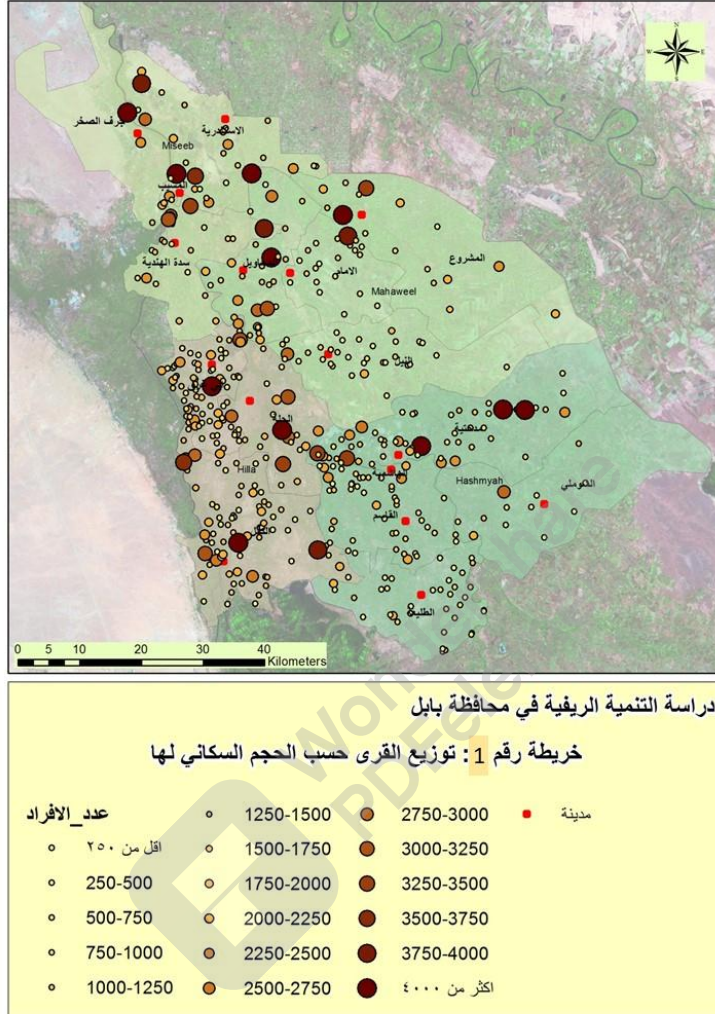 N
W E
S
جرف الصخر
الاسكندرية
Miseeb
المسيب
سدة الهندية
المشروع
الامام
Mahaweel
النيل
الحلة
Hilla
Hashmyah
القاسم
0 5 10 20 30 40
Kilometers
دراسة التنمية الريفية في محافظة بابل
خريطة رقم 1: توزيع القرى حسب الحجم السكاني لها
عدد_الافراد
اقل من ٢٥٠
250-500
500-750
750-1000
1000-1250
1250-1500
1500-1750
1750-2000
2000-2250
2250-2500
2500-2750
2750-3000
3000-3250
3250-3500
3500-3750
3750-4000
اكثر من ٤٠٠٠
مدينة